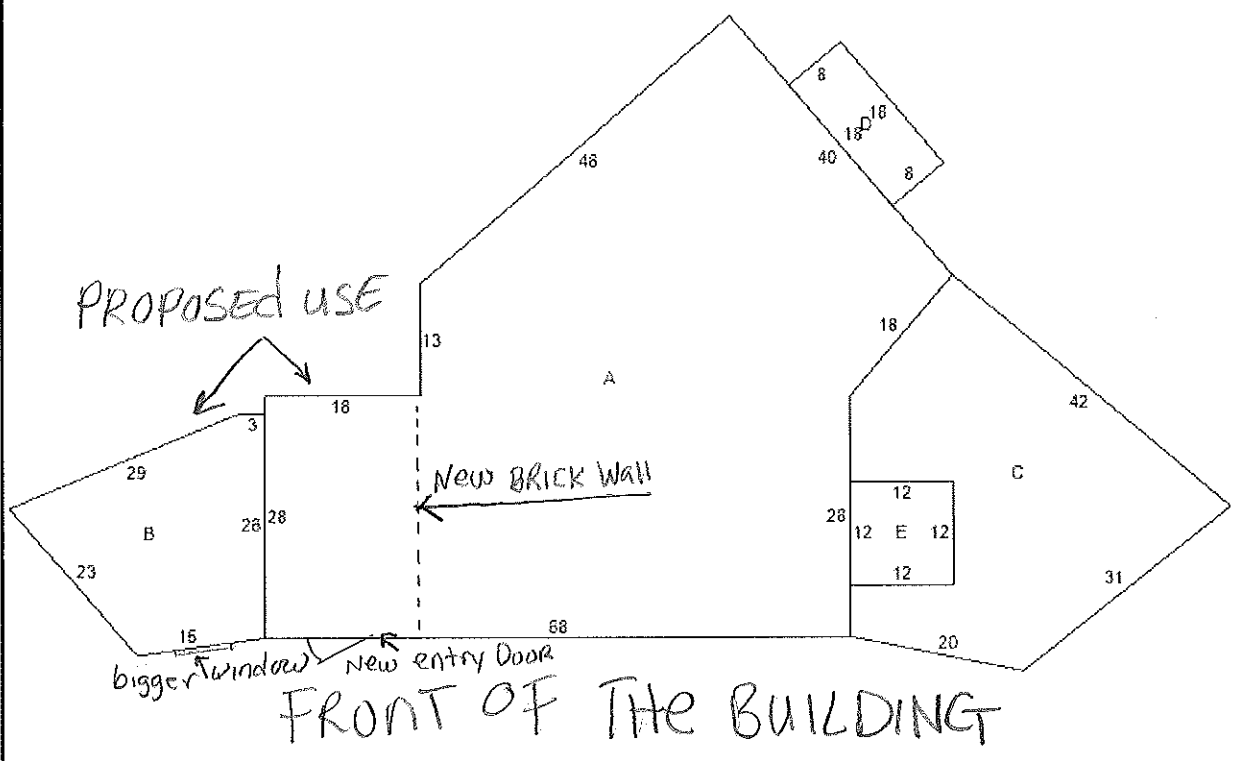 8
18
D
18
40
8
46
PROPOSED USE
13
18
A
18
42
3
29
New BRICK Wall
C
12
B
26
28
28
12
E
12
23
12
31
15
68
20
bigger window
New entry Door
FRONT OF THE BUILDING